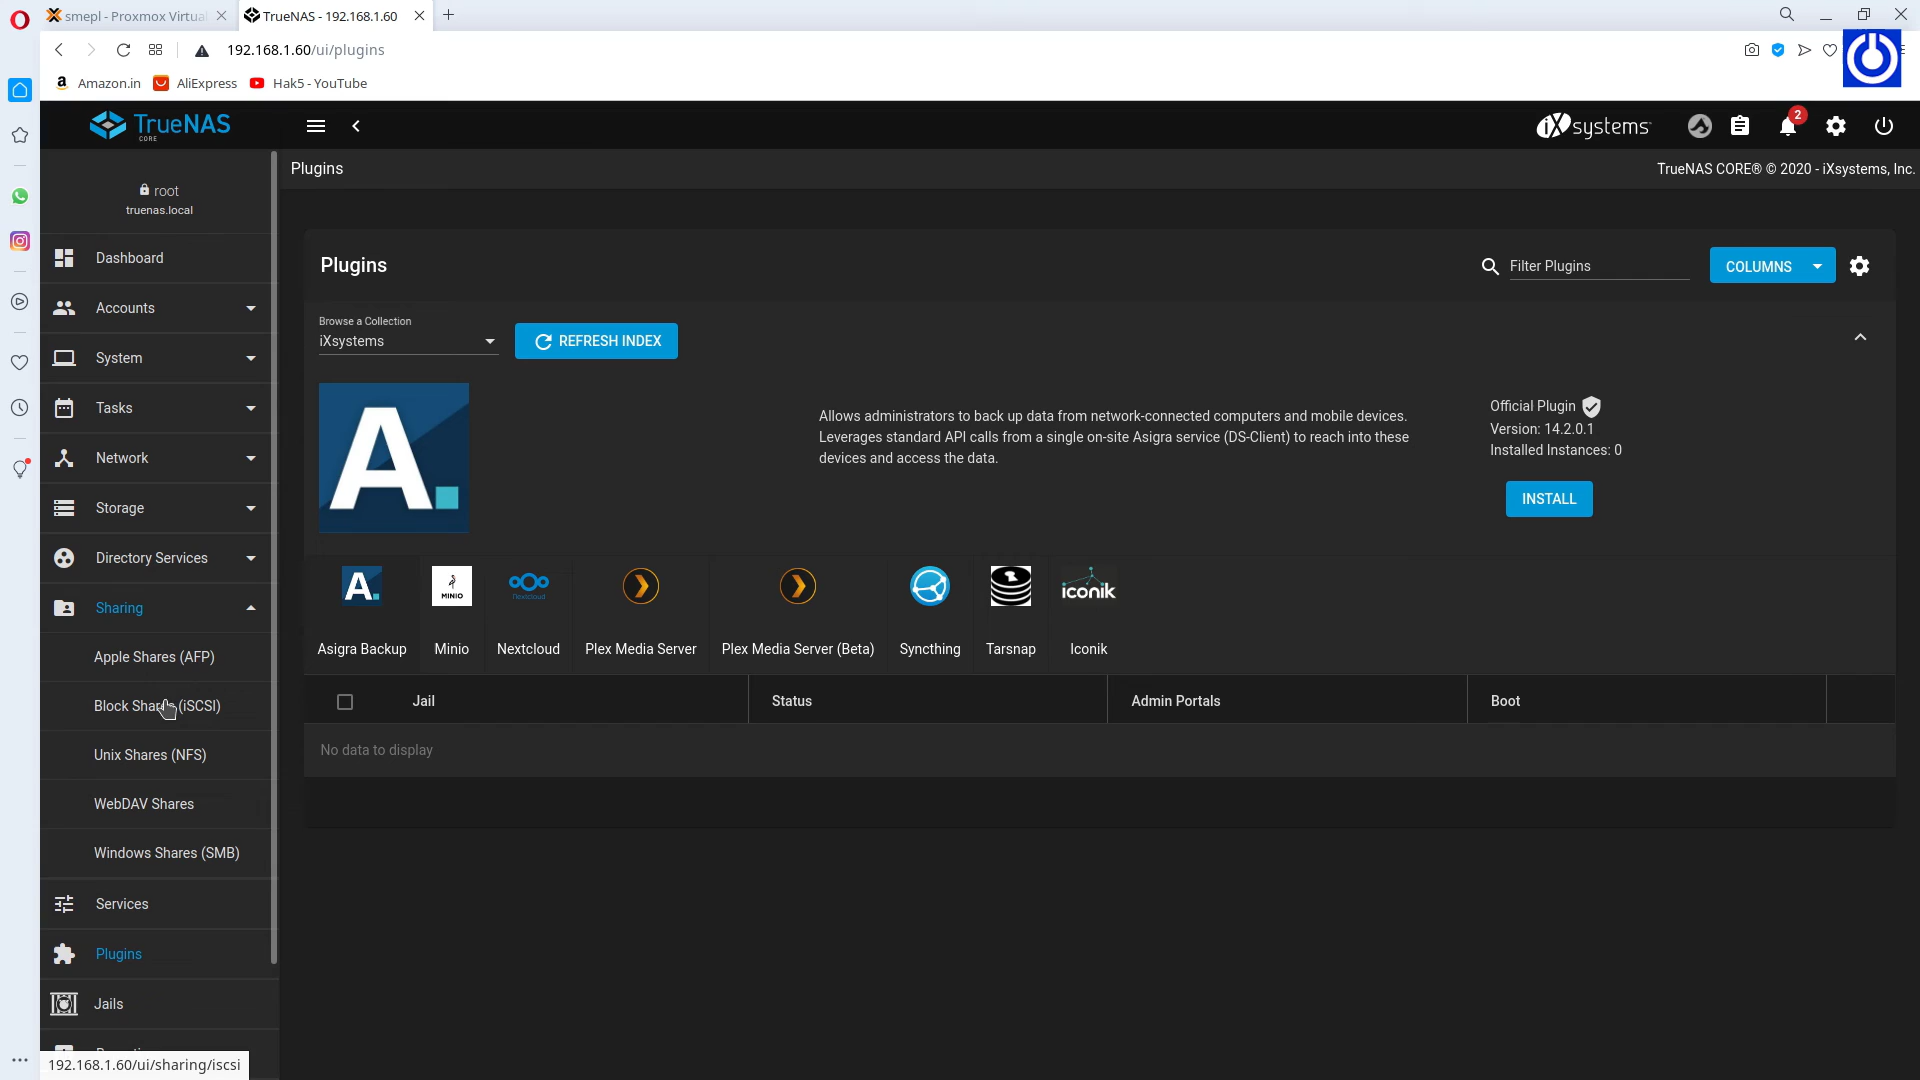 smepl - Proxmox Virtua
TrueNAS - 192.168.1.60
192.168.1.60/ui/plugins
Amazon.in
AliExpress
Hak5 - YouTube
TrueNAS
CORE
iXsystems
2
root
truenas.local
Plugins
TrueNAS CORE® © 2020 - iXsystems, Inc.
Dashboard
Accounts
System
Tasks
Network
Storage
Directory Services
Sharing
Apple Shares (AFP)
Block Shares (iSCSI)
Unix Shares (NFS)
WebDAV Shares
Windows Shares (SMB)
Services
Plugins
Jails
192.168.1.60/ui/sharing/iscsi
Plugins
Filter Plugins
COLUMNS
Browse a Collection
iXsystems
REFRESH INDEX
A.
Allows administrators to back up data from network-connected computers and mobile devices.
Leverages standard API calls from a single on-site Asigra service (DS-Client) to reach into these
devices and access the data.
Official Plugin
Version: 14.2.0.1
Installed Instances: 0
INSTALL
A.
MINIO
Nextcloud
iconik
Asigra Backup
Minio
Nextcloud
Plex Media Server
Plex Media Server (Beta)
Syncthing
Tarsnap
Iconik
Jail
Status
Admin Portals
Boot
No data to display